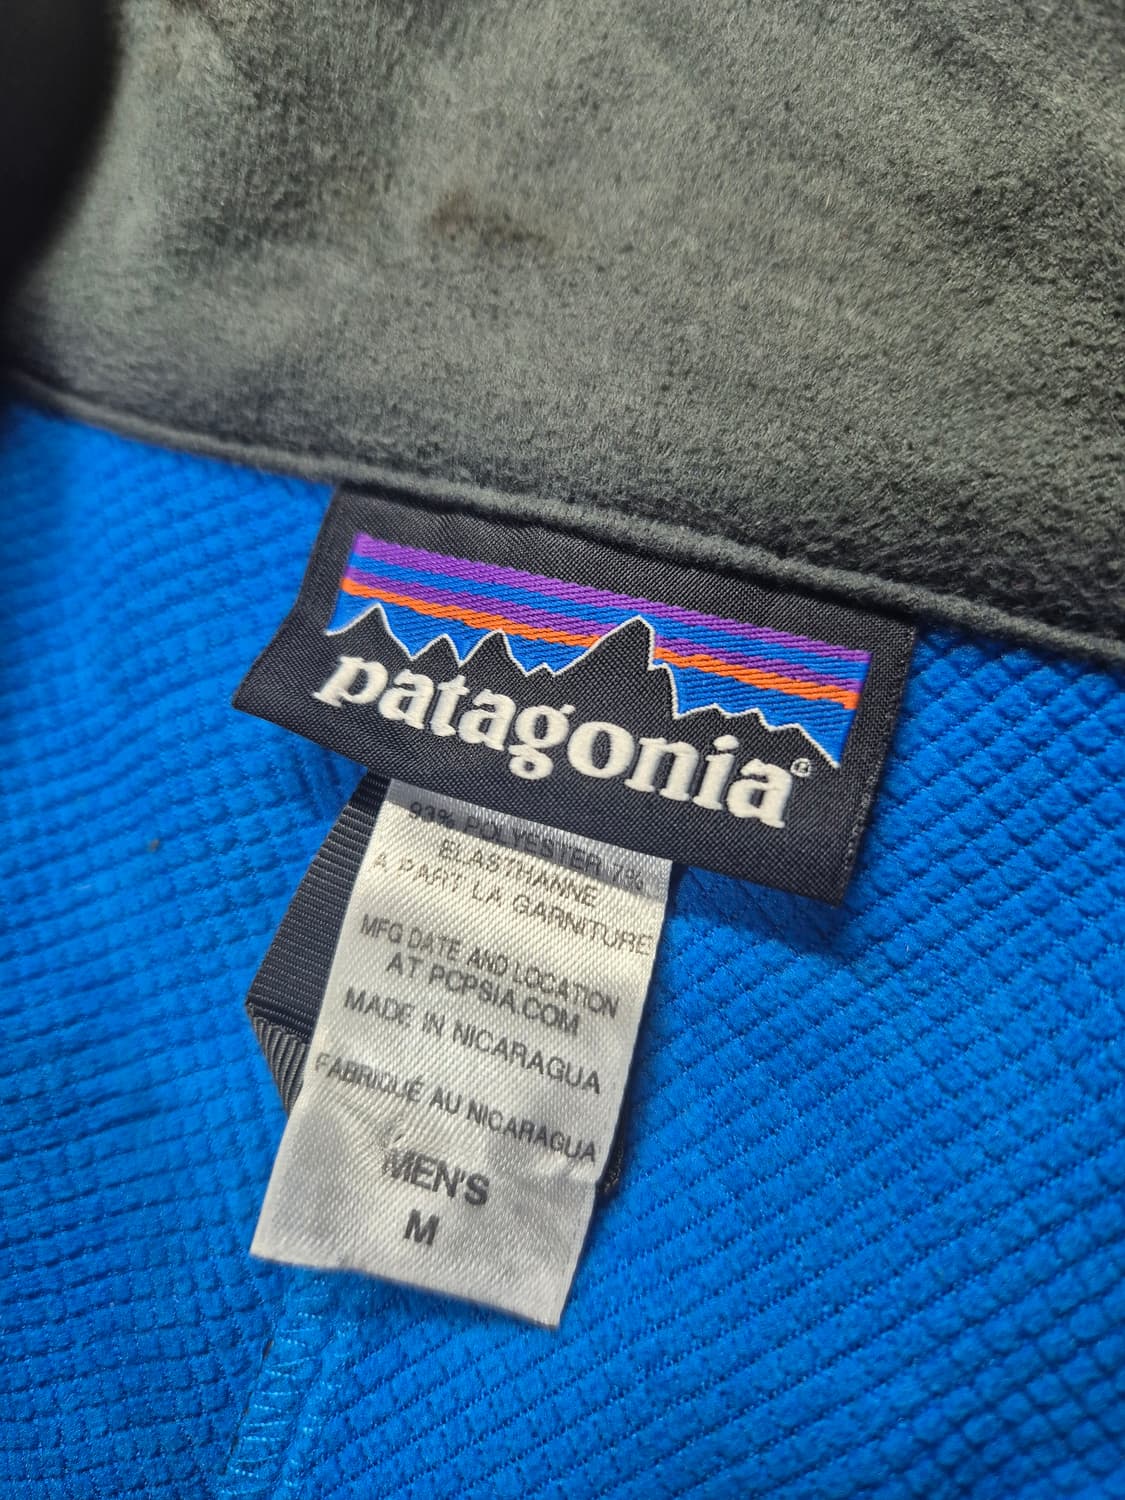 patagonia®
93% POLYESTER 7%
ELASTHANNE
A PART LA GARNITURE
MFG DATE AND LOCATION
AT PCPSIA.COM
MADE IN NICARAGUA
FABRIQUÉ AU NICARAGUA
MEN'S
M